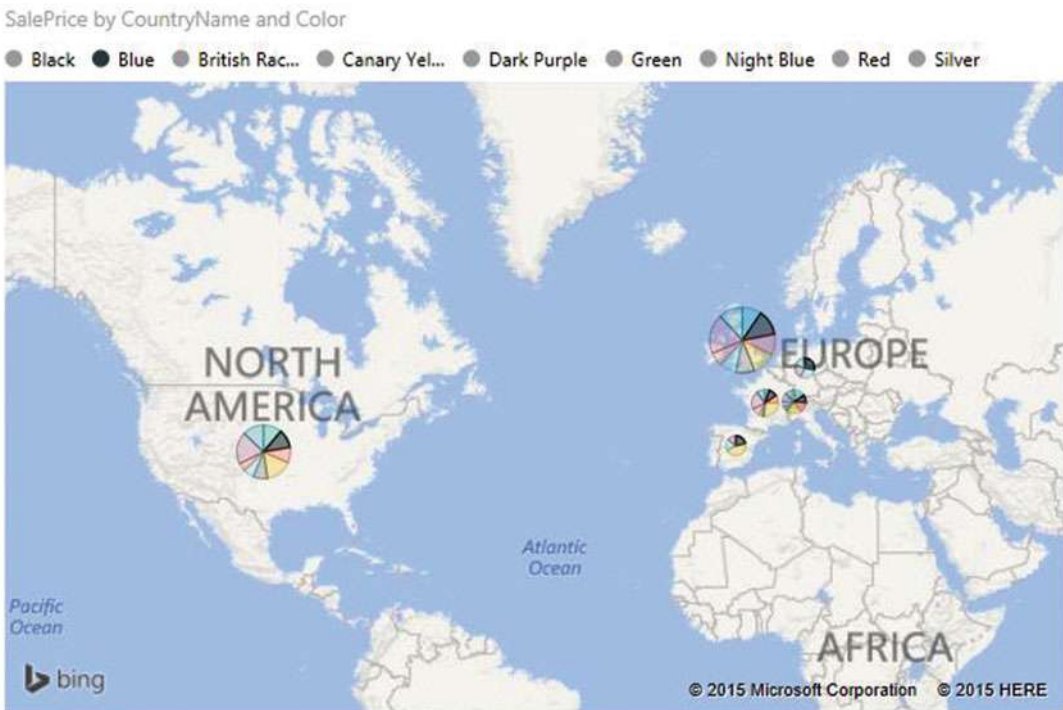 SalePrice by CountryName and Color
Black Blue British Rac... Canary Yel... Dark Purple Green Night Blue Red Silver
NORTH
AMERICA
EUROPE
Atlantic
Ocean
Pacific
Ocean
AFRICA
bing
© 2015 Microsoft Corporation © 2015 HERE